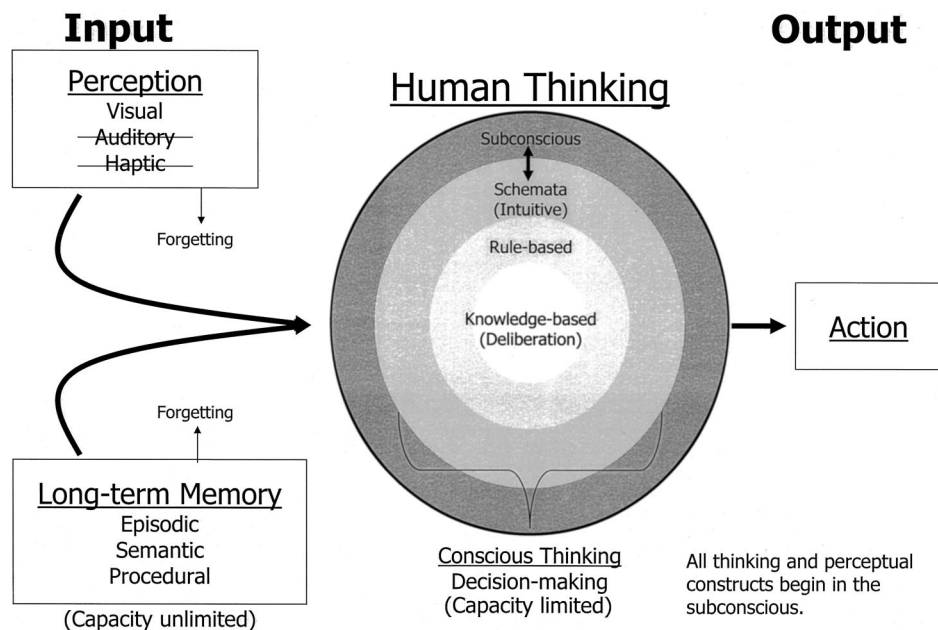 Input
Perception
Visual
Auditory
Haptic
Forgetting
Forgetting
Long-term Memory
Episodic
Semantic
Procedural
(Capacity unlimited)
Human Thinking
Subconscious
Schemata
(Intuitive)
Rule-based
Knowledge-based
(Deliberation)
Conscious Thinking
Decision-making
(Capacity limited)
Output
Action
All thinking and perceptual
constructs begin in the
subconscious.